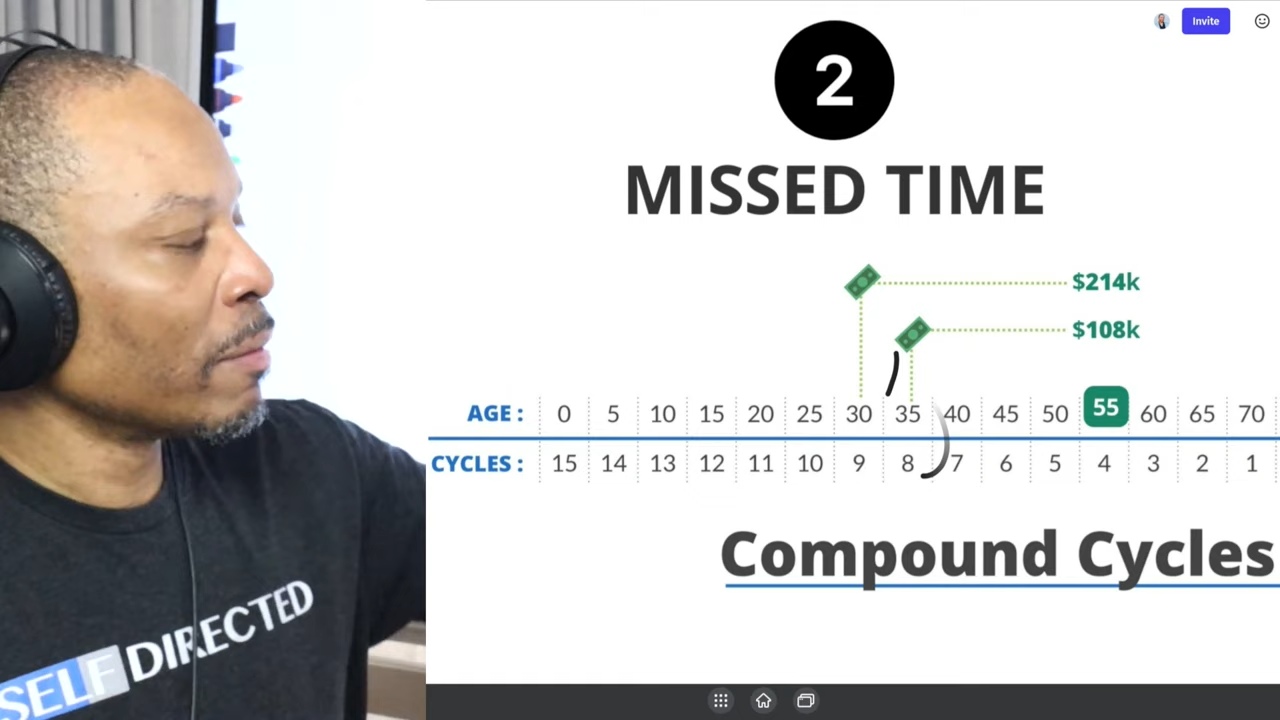 Invite
2
MISSED TIME
$214k
$108k
AGE : 0 5 10 15 20 25 30 35 40 45 50 55 60 65 70
CYCLES : 15 14 13 12 11 10 9 8 7 6 5 4 3 2 1
Compound Cycles
SELF DIRECTED